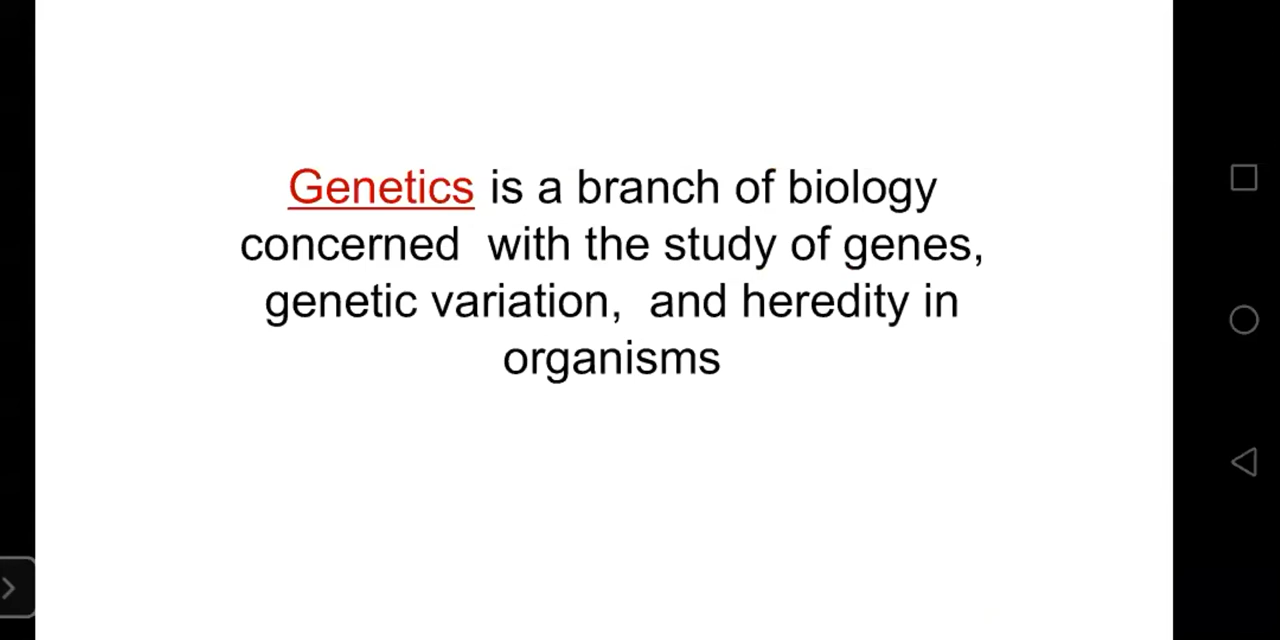 Genetics is a branch of biology
concerned  with the study of genes,
genetic variation,  and heredity in
organisms